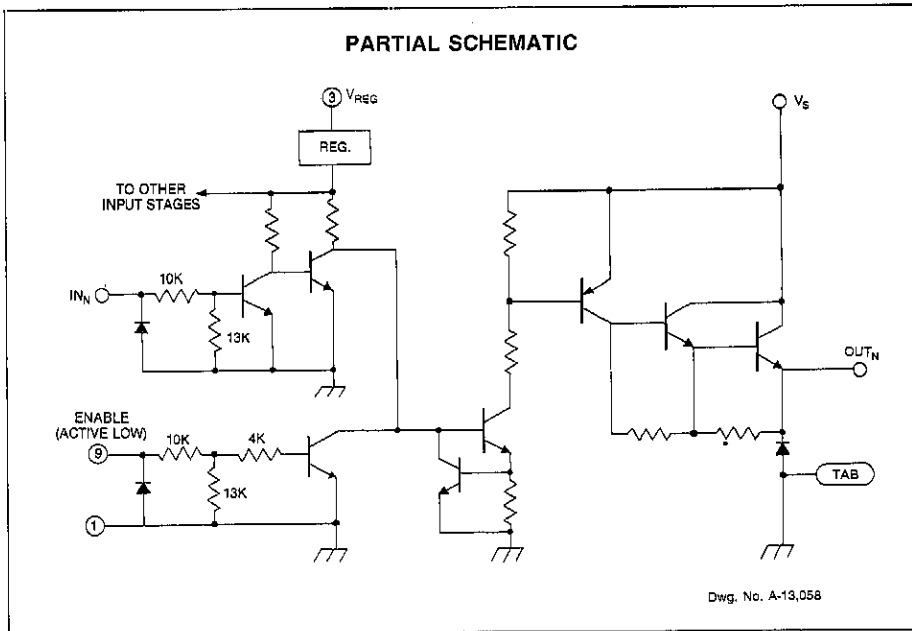 PARTIAL SCHEMATIC
3 VREG
REG.
VS
TO OTHER
INPUT STAGES
10K
INN
13K
OUTN
ENABLE
(ACTIVE LOW)
10K
4K
9
13K
TAB
1
Dwg. No. A-13,058